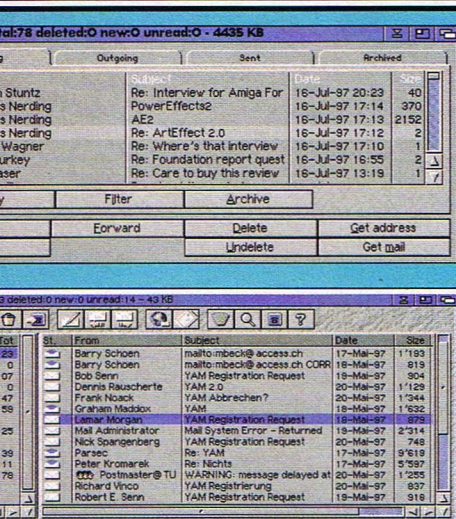 tal:78 deleted:0 new:0 unread:0 - 4435 KB
g Outgoing Sent Archived
Subject Date Size
n Stuntz Re: Interview for Amiga For 16-Jul-97 20:23 40
s Nerding PowerEffects2 16-Jul-97 17:14 370
s Nerding AE2 16-Jul-97 17:13 2152
s Nerding Re: ArtEffect 2.0 16-Jul-97 17:12 2
Wagner Re: Where's that interview 16-Jul-97 17:10 1
urkey Re: Foundation report quest 16-Jul-97 16:55 2
aser Re: Care to buy this review 16-Jul-97 13:19 1
y Filter Archive
Forward Delete Get address
Undelete Get mail
3 deleted:0 new:0 unread:14 - 43 KB
Tot St. From Subject Date Size
23 Barry Schoen mailto:mbeck@access.ch 17-Mai-97 1'193
0 Barry Schoen mailto:mbeck@access.ch CORR 19-Mai-97 819
07 Bob Senn YAM Registration Request 19-Mai-97 904
0 Dennis Rauscherte YAM 2.0 20-Mai-97 1'129
47 Frank Noack YAM Abbrechen? 20-Mai-97 1'344
59 Graham Maddox YAM 19-Mai-97 1'632
Lamar Morgan YAM Registration Request 19-Mai-97 879
25 Mail Administrator Mail System Error - Returned 19-Mai-97 2'314
Nick Spangenberg YAM Registration Request 20-Mai-97 748
39 Parsec Re: YAM 20-Mai-97 9'619
11 Peter Kromarek Re: Nichts 17-Mai-97 5'597
78 Postmaster@TU WARNING: message delayed at 20-Mai-97 1'255
Richard Vinco YAM Registrierung 20-Mai-97 837
Robert E. Senn YAM Registration Request 19-Mai-97 916